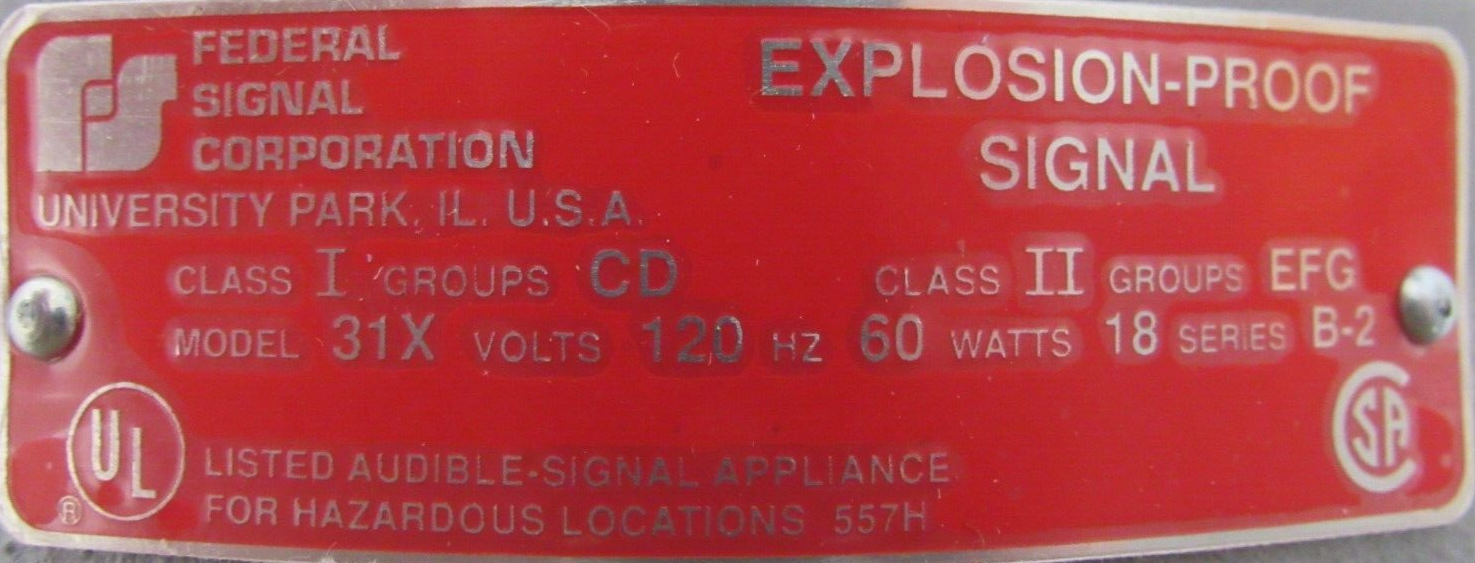 FEDERAL
SIGNAL
CORPORATION
UNIVERSITY PARK, IL. U.S.A.
EXPLOSION-PROOF
SIGNAL
CLASS I GROUPS CD CLASS II GROUPS EFG
MODEL 31X VOLTS 120 HZ 60 WATTS 18 SERIES B-2
UL ®
LISTED AUDIBLE-SIGNAL APPLIANCE
FOR HAZARDOUS LOCATIONS 557H
CSA